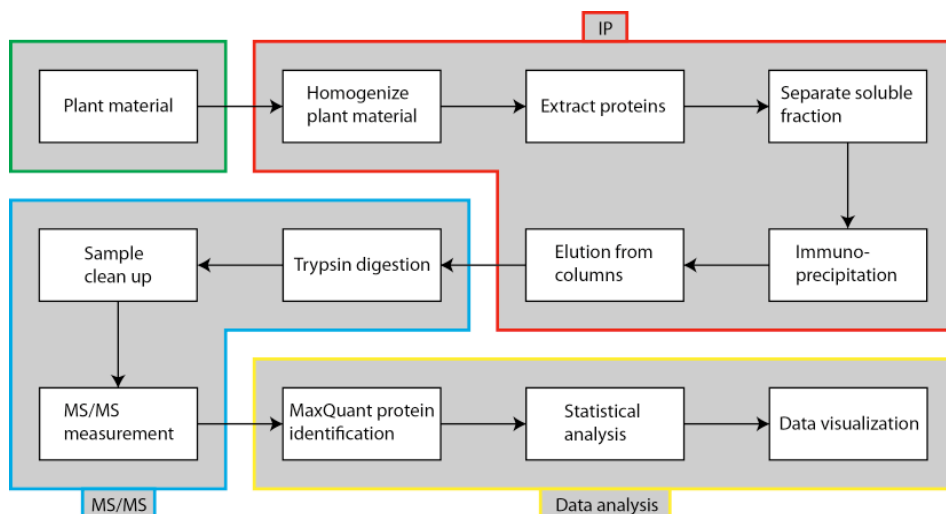 IP
Plant material
Homogenize
plant material
Extract proteins
Separate soluble
fraction
Immuno-
precipitation
Elution from
columns
Trypsin digestion
Sample
clean up
MS/MS
measurement
MaxQuant protein
identification
Statistical
analysis
Data visualization
MS/MS
Data analysis